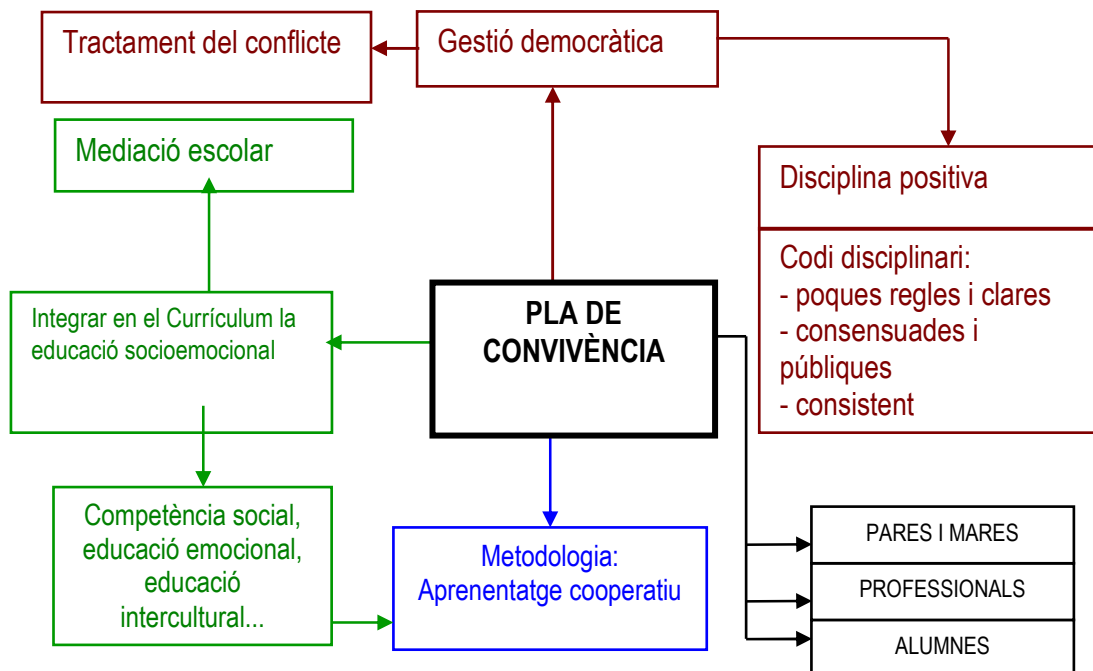 Tractament del conflicte
Gestió democràtica
Mediació escolar
Disciplina positiva
Codi disciplinari:
- poques regles i clares
- consensuades i
públiques
- consistent
PLA DE
CONVIVÈNCIA
Integrar en el Currículum la
educació socioemocional
Competència social,
educació emocional,
educació
intercultural...
Metodologia:
Aprenentatge cooperatiu
PARES I MARES
PROFESSIONALS
ALUMNES